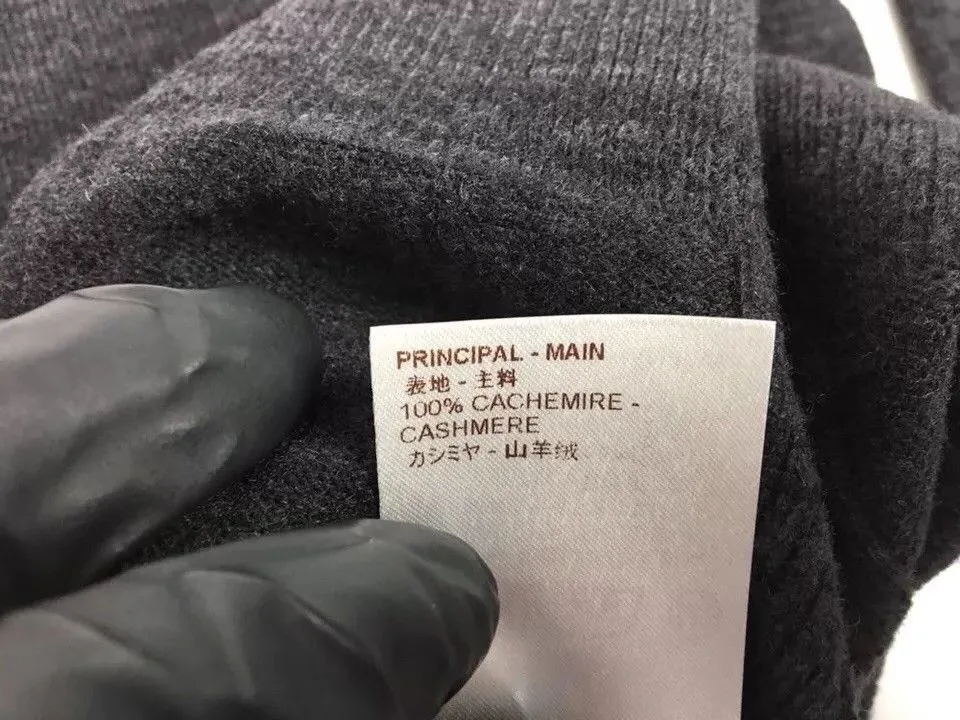 PRINCIPAL - MAIN
表地 - 主料
100% CACHEMIRE -
CASHMERE
カシミヤ - 山羊绒